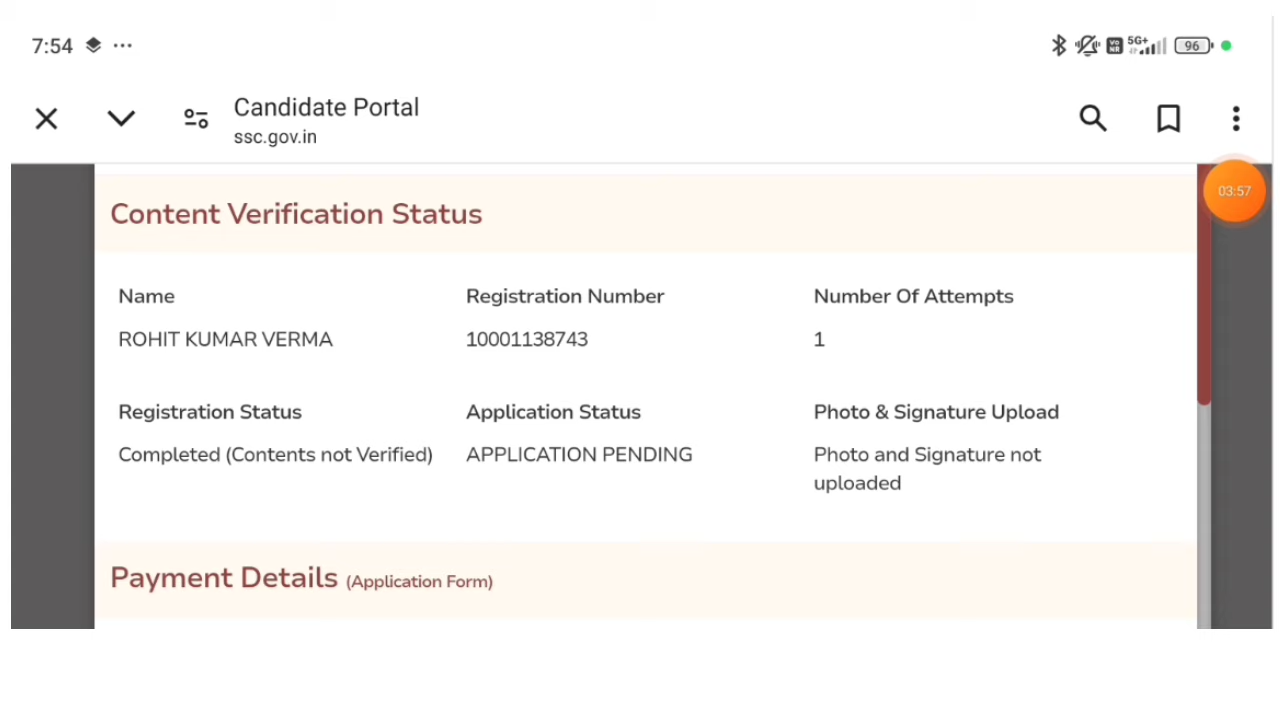 7:54
5G+
96
Candidate Portal
ssc.gov.in
03:57
Content Verification Status
Name
Registration Number
Number Of Attempts
ROHIT KUMAR VERMA
10001138743
1
Registration Status
Application Status
Photo & Signature Upload
Completed (Contents not Verified)
APPLICATION PENDING
Photo and Signature not
uploaded
Payment Details (Application Form)